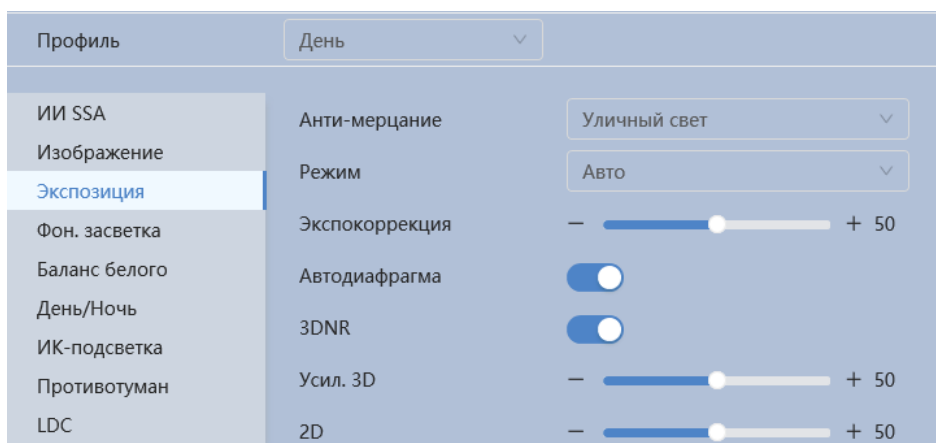 Профиль День
ИИ SSA
Изображение
Экспозиция
Фон. засветка
Баланс белого
День/Ночь
ИК-подсветка
Противотуман
LDC
Анти-мерцание Уличный свет
Режим Авто
Экспокоррекция − + 50
Автодиафрагма
3DNR
Усил. 3D − + 50
2D − + 50